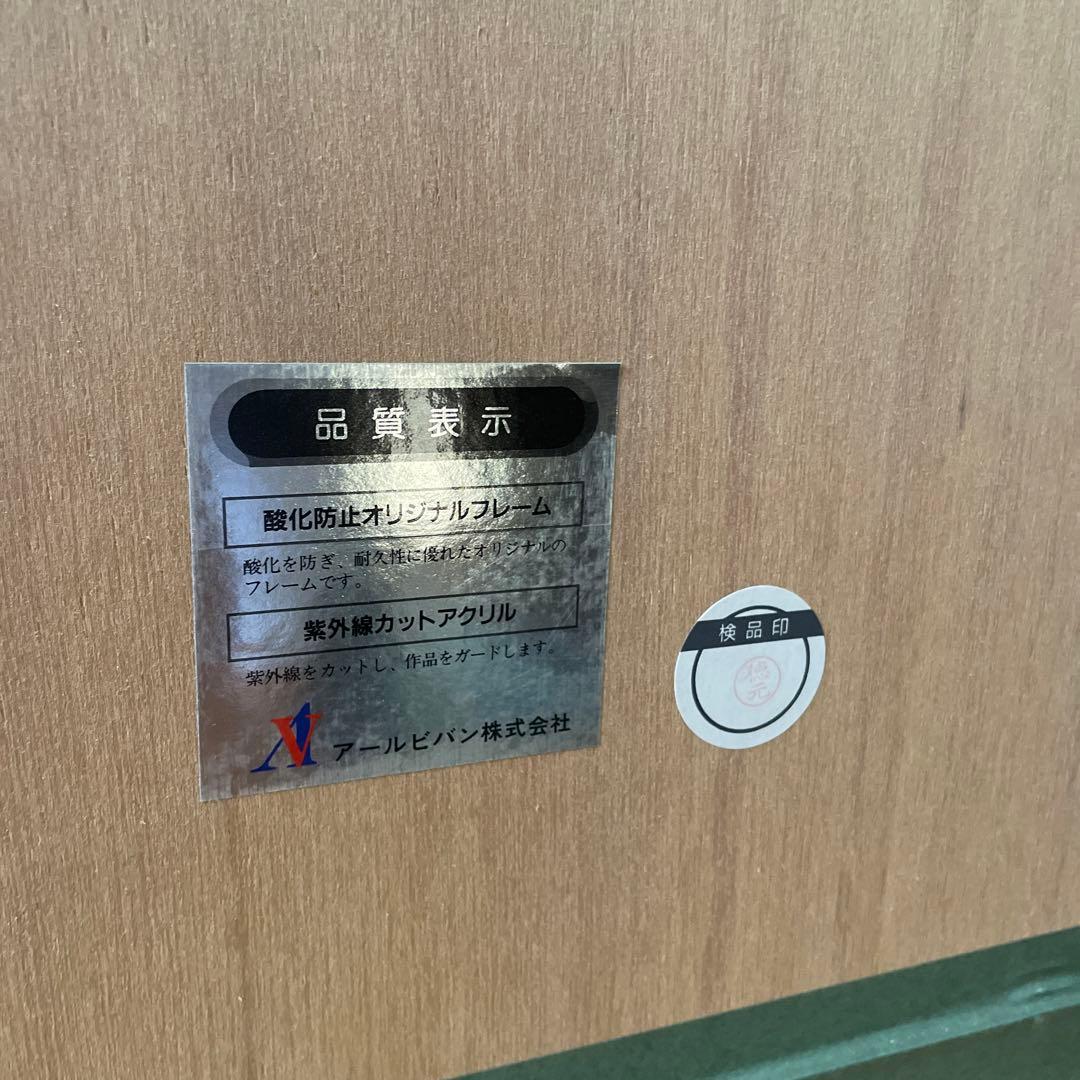 品質表示
酸化防止オリジナルフレーム
酸化を防ぎ、耐久性に優れたオリジナルの
フレームです。
紫外線カットアクリル
紫外線をカットし、作品をガードします。
アールビバン株式会社
検品印
徳元